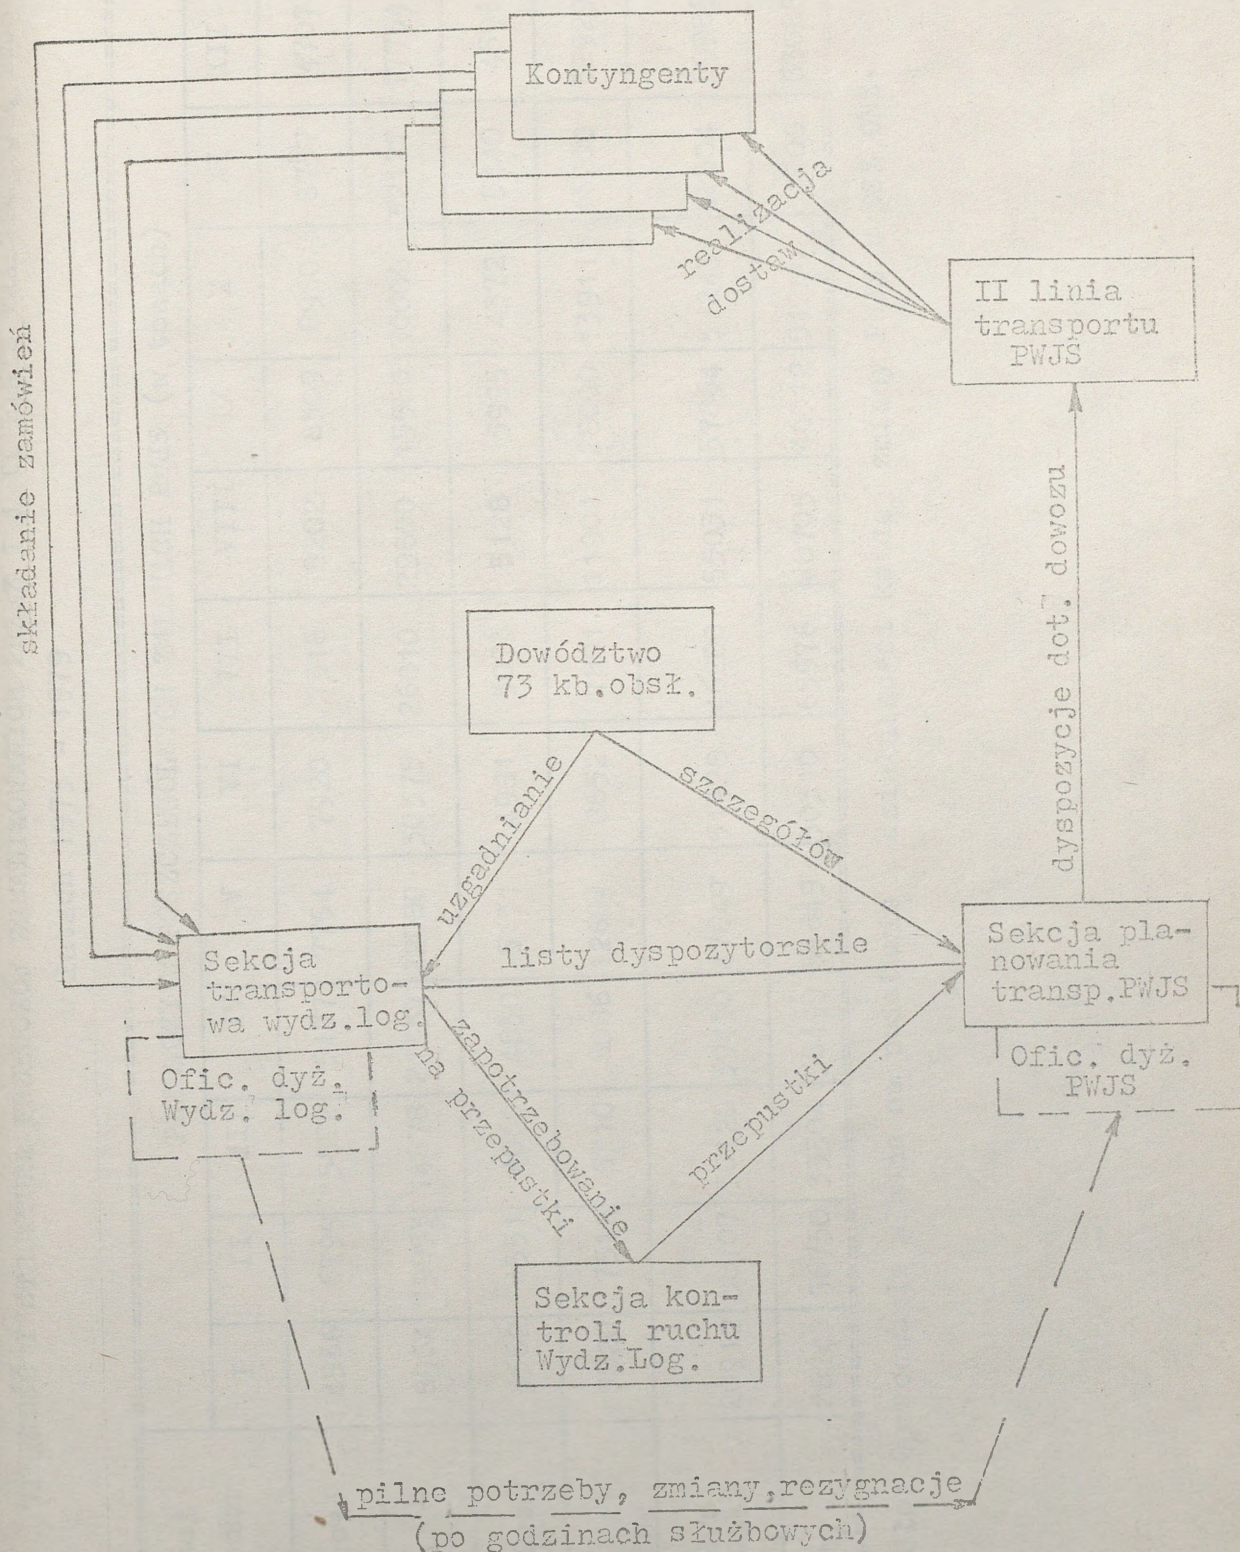 Kontyngenty
realizacja
dostaw
II linia
transportu
PWJS
składanie zamówień
dyspozycje dot. dowozu
Dowództwo
73 kb.obsł.
uzgadnianie
szczegółów
listy dyspozytorskie
Sekcja
transporto-
wa wydz.log.
Ofic. dyż.
Wydz. log.
Sekcja pla-
nowania
transp.PWJS
Ofic. dyż.
PWJS
zapotrzebowanie
na przepustki
przepustki
Sekcja kon-
troli ruchu
Wydz.Log.
pilne potrzeby, zmiany,rezygnacje
(po godzinach służbowych)